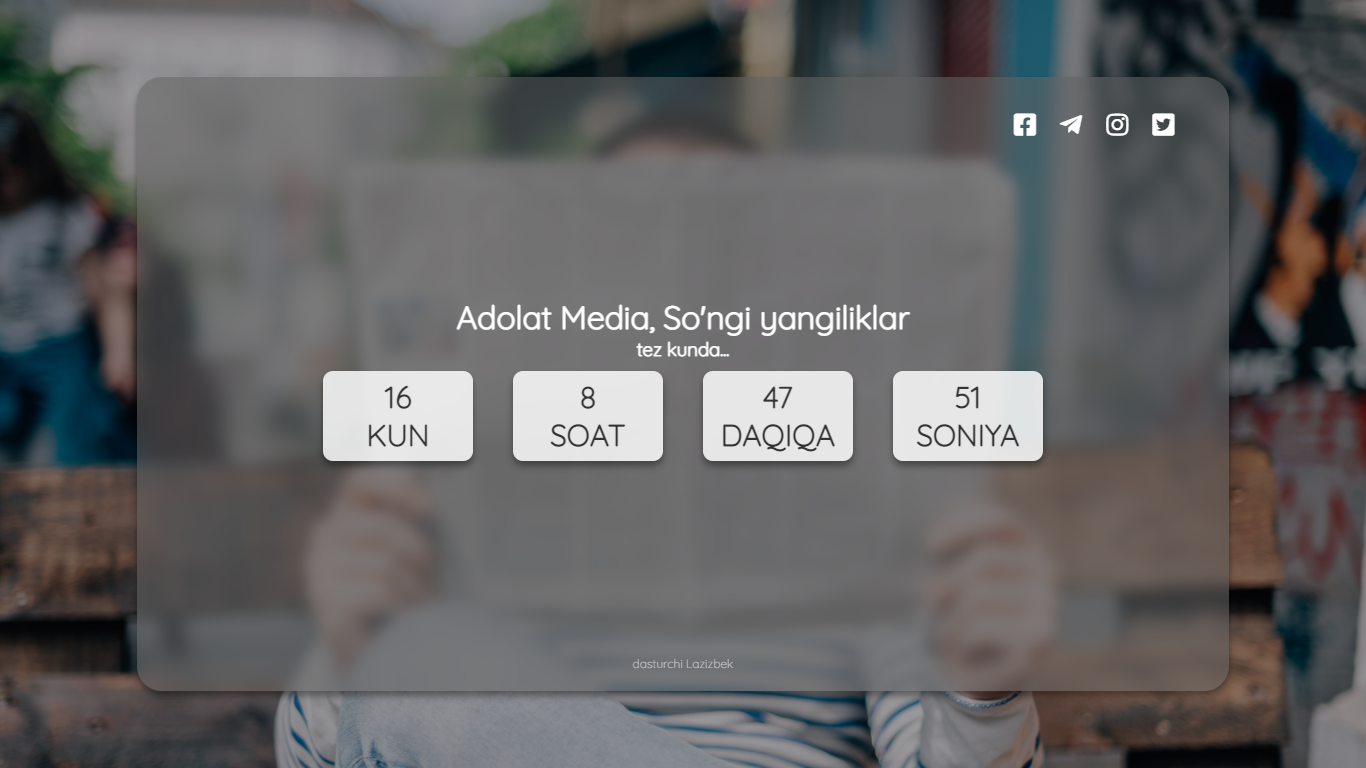 Adolat Media, So'ngi yangiliklar
tez kunda...
16
KUN
8
SOAT
47
DAQIQA
51
SONIYA
dasturchi Lazizbek